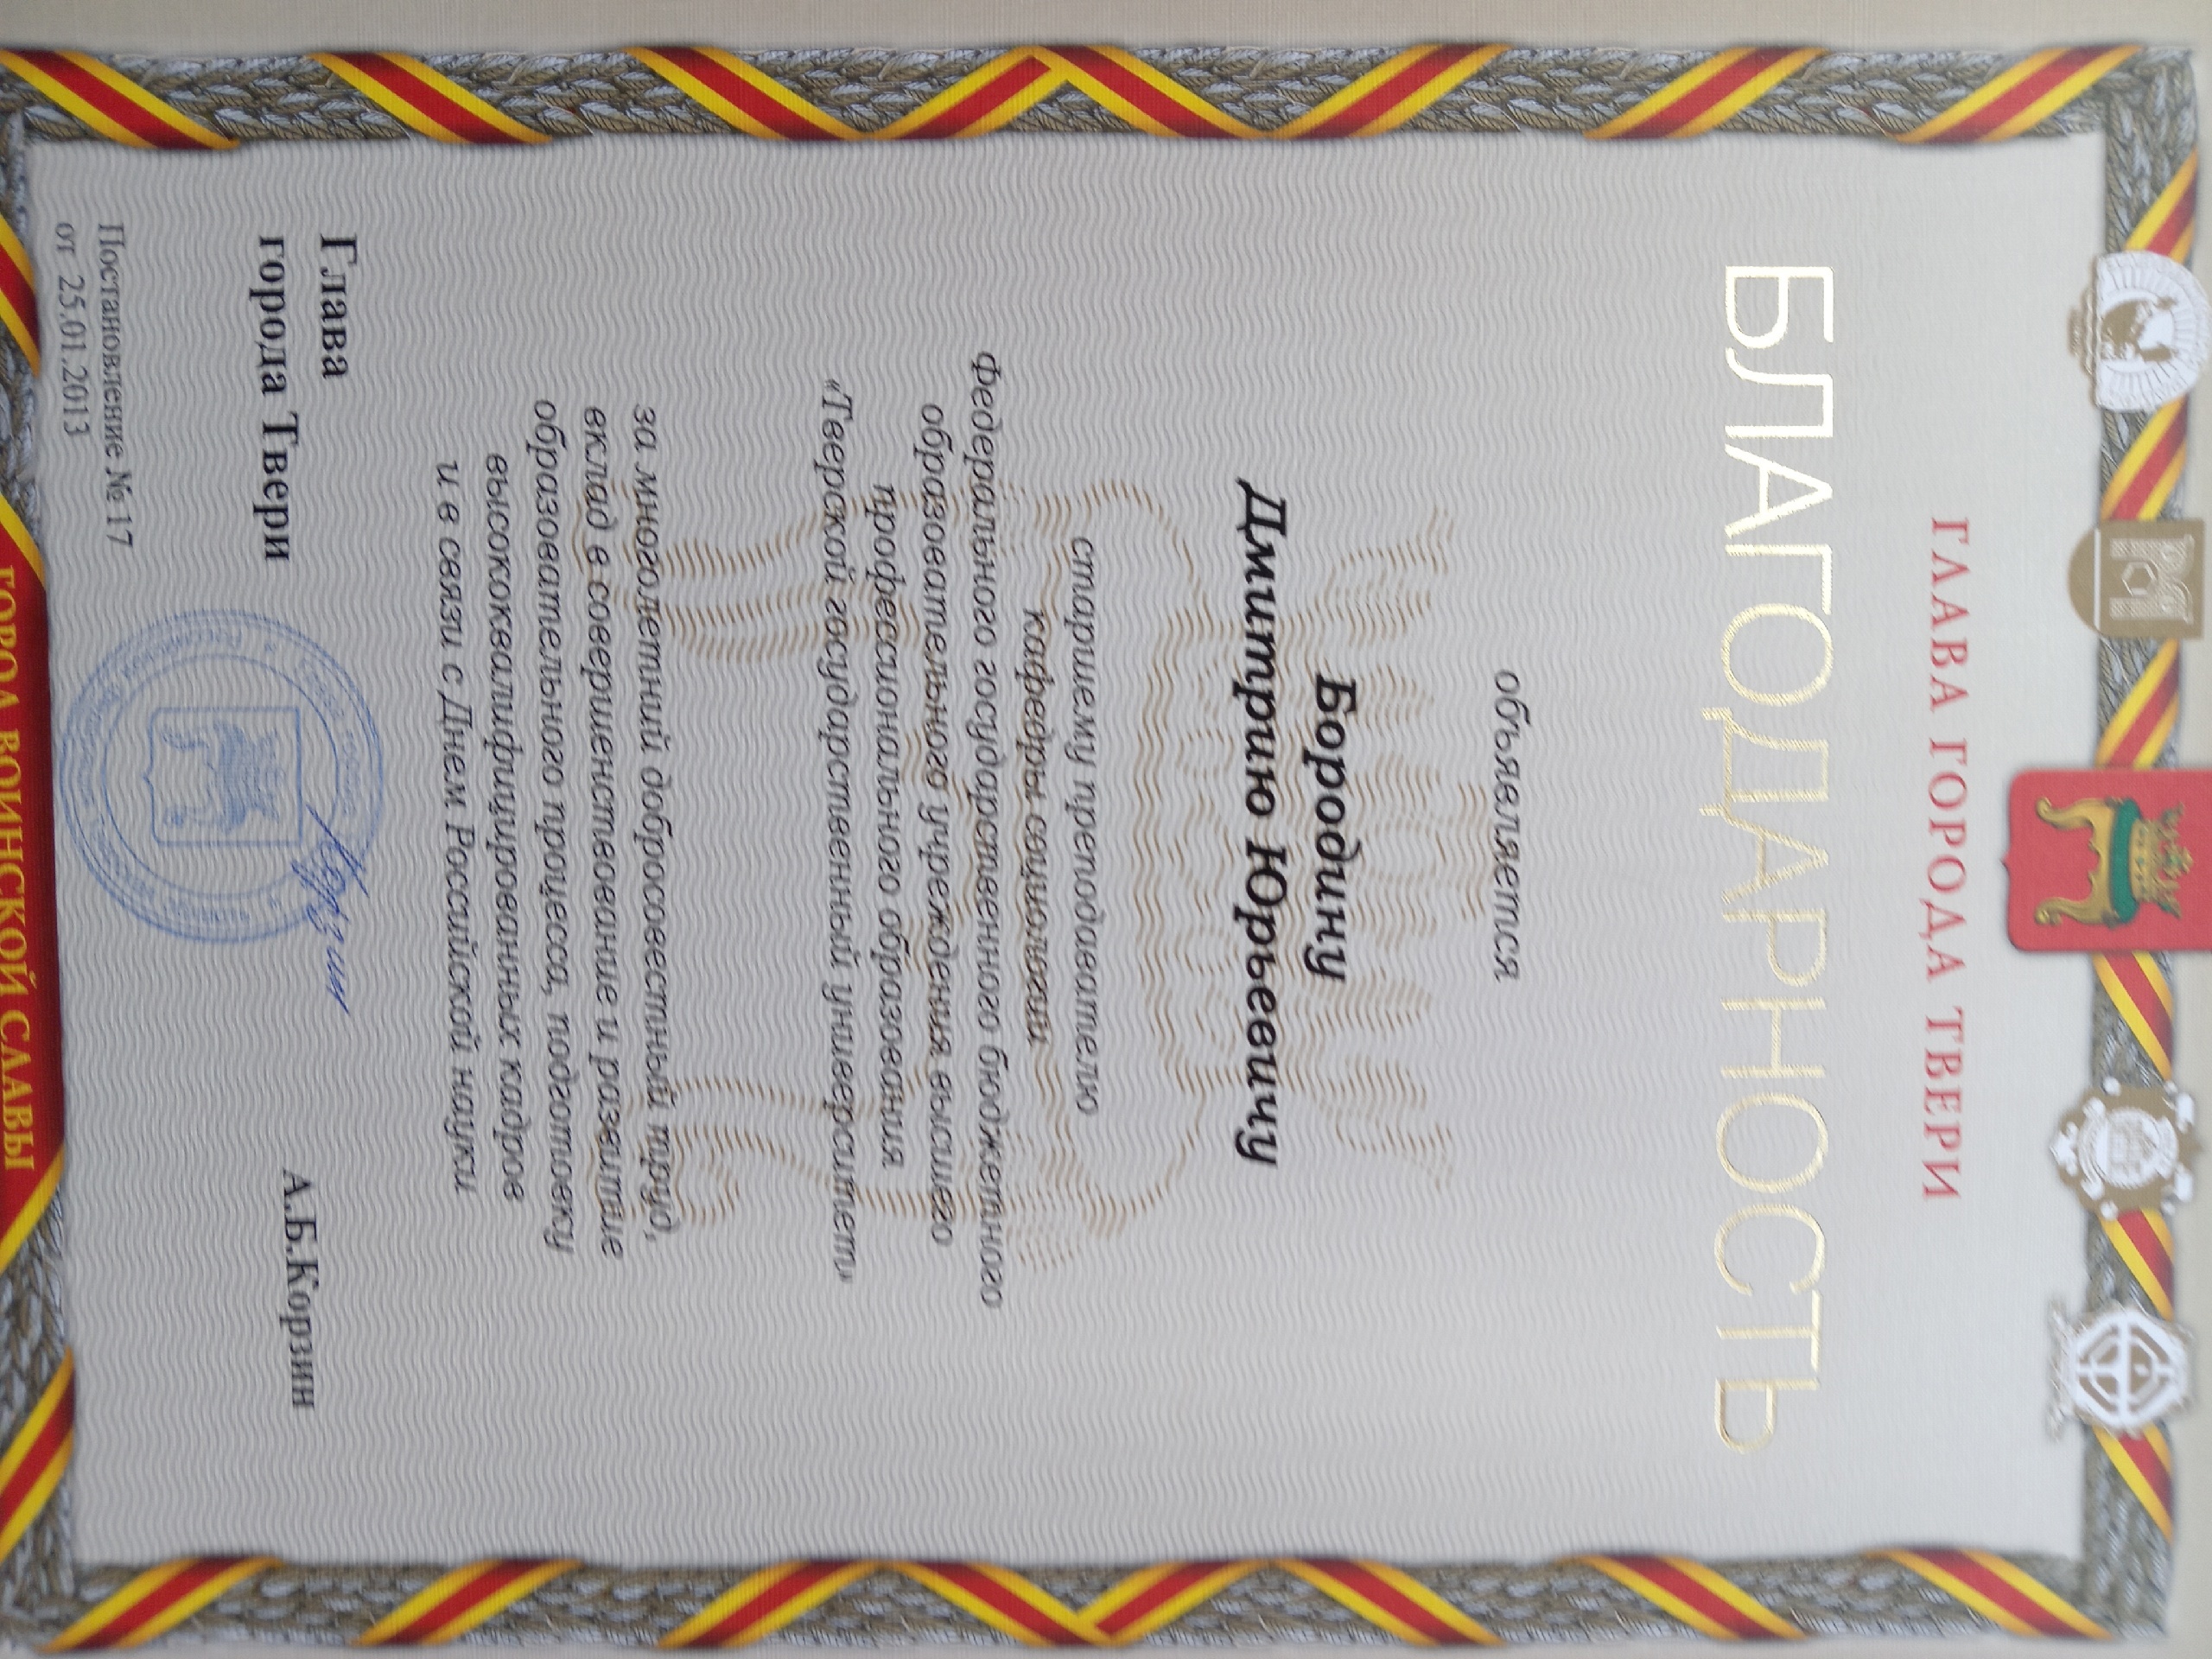 ГЛАВА ГОРОДА ТВЕРИ
БЛАГОДАРНОСТЬ
объявляется
Бородину
Дмитрию Юрьевичу
старшему преподавателю
кафедры социологии
Федерального государственного бюджетного
образовательного учреждения высшего
профессионального образования
«Тверской государственный университет»
за многолетний добросовестный труд,
вклад в совершенствование и развитие
образовательного процесса, подготовку
высококвалифицированных кадров
и в связи с Днем Российской науки
Глава
города Твери
А.Б.Корзин
Постановление № 17
от 25.01.2013
ГОРОД ВОИНСКОЙ СЛАВЫ